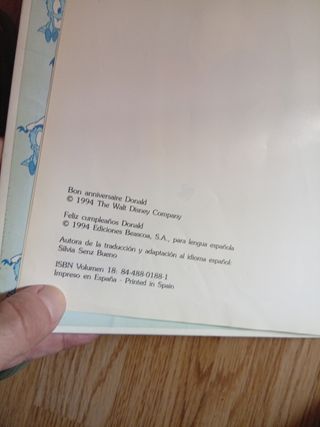 Bon anniversaire Donald
© 1994 The Walt Disney Company
Feliz cumpleaños Donald
© 1994 Ediciones Beascoa, S.A., para lengua española
Autora de la traducción y adaptación al idioma español:
Silvia Senz Bueno
ISBN Volumen 18: 84-488-0188-1
Impreso en España - Printed in Spain